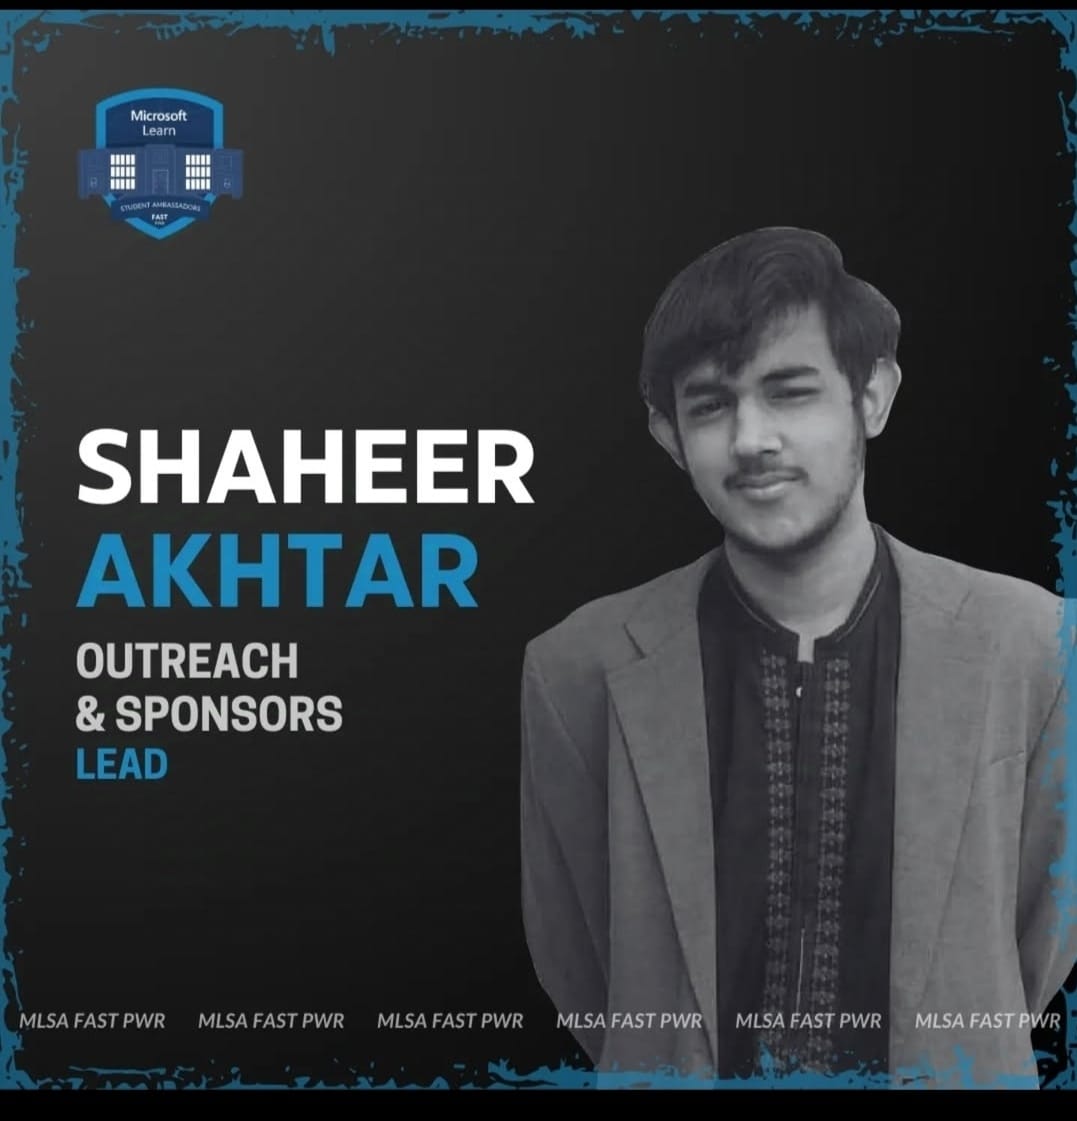 Microsoft
Learn
STUDENT AMBASSADORS
FAST
PWR
SHAHEER
AKHTAR
OUTREACH
& SPONSORS
LEAD
MLSA FAST PWR MLSA FAST PWR MLSA FAST PWR MLSA FAST PWR MLSA FAST PWR MLSA FAST PWR